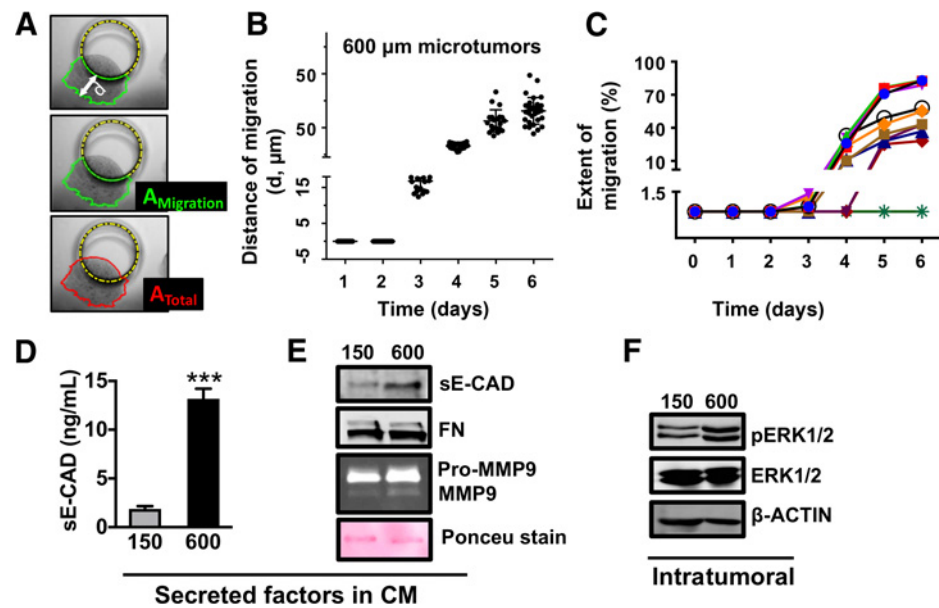 A
d
A Migration
A Total
B
600 µm microtumors
Distance of migration
(d, µm)
50
50
15
5
-5
1 2 3 4 5 6
Time (days)
C
Extent of
migration (%)
100
70
40
10
1.5
0 1 2 3 4 5 6
Time (days)
D
sE-CAD (ng/mL)
15
10
5
0
***
150 600
E
150 600
sE-CAD
FN
Pro-MMP9
MMP9
Ponceu stain
Secreted factors in CM
F
150 600
pERK1/2
ERK1/2
β-ACTIN
Intratumoral